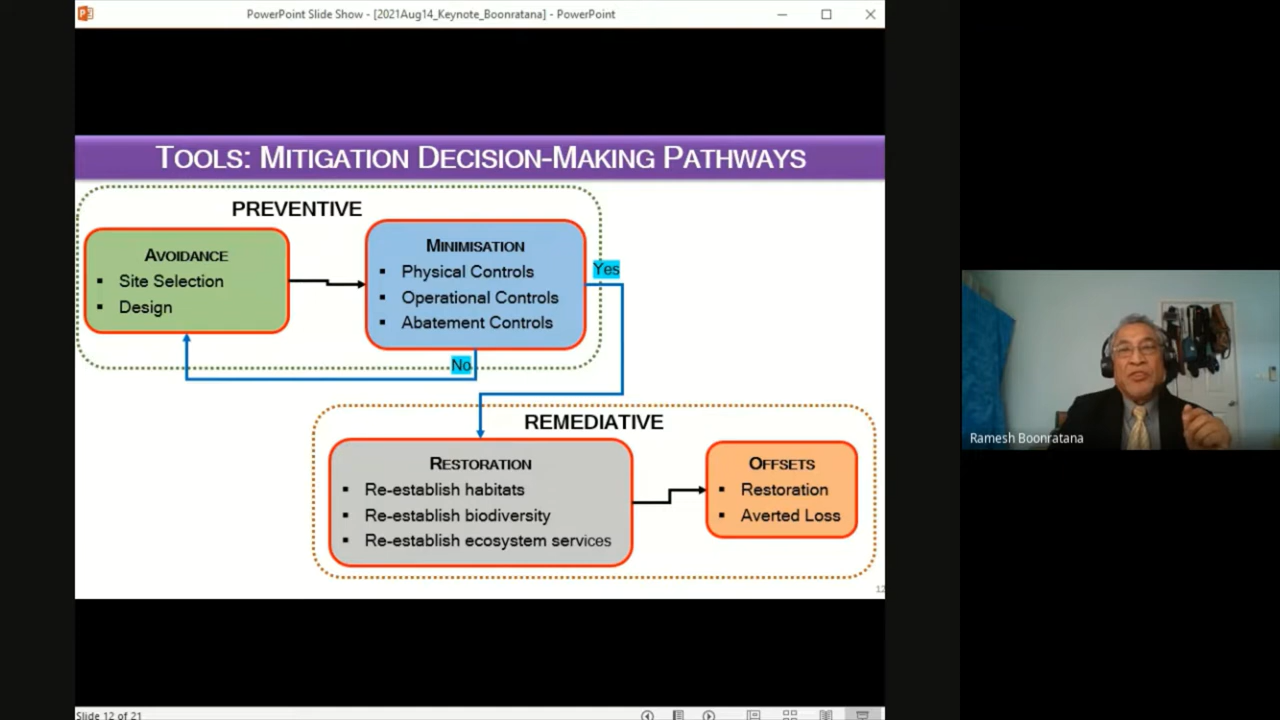 PowerPoint Slide Show - [2021Aug14_Keynote_Boonratana] - PowerPoint
TOOLS: MITIGATION DECISION-MAKING PATHWAYS
PREVENTIVE
AVOIDANCE
▪ Site Selection
▪ Design
MINIMISATION
▪ Physical Controls
▪ Operational Controls
▪ Abatement Controls
Yes
No
REMEDIATIVE
RESTORATION
▪ Re-establish habitats
▪ Re-establish biodiversity
▪ Re-establish ecosystem services
OFFSETS
▪ Restoration
▪ Averted Loss
12
Ramesh Boonratana
Slide 12 of 21